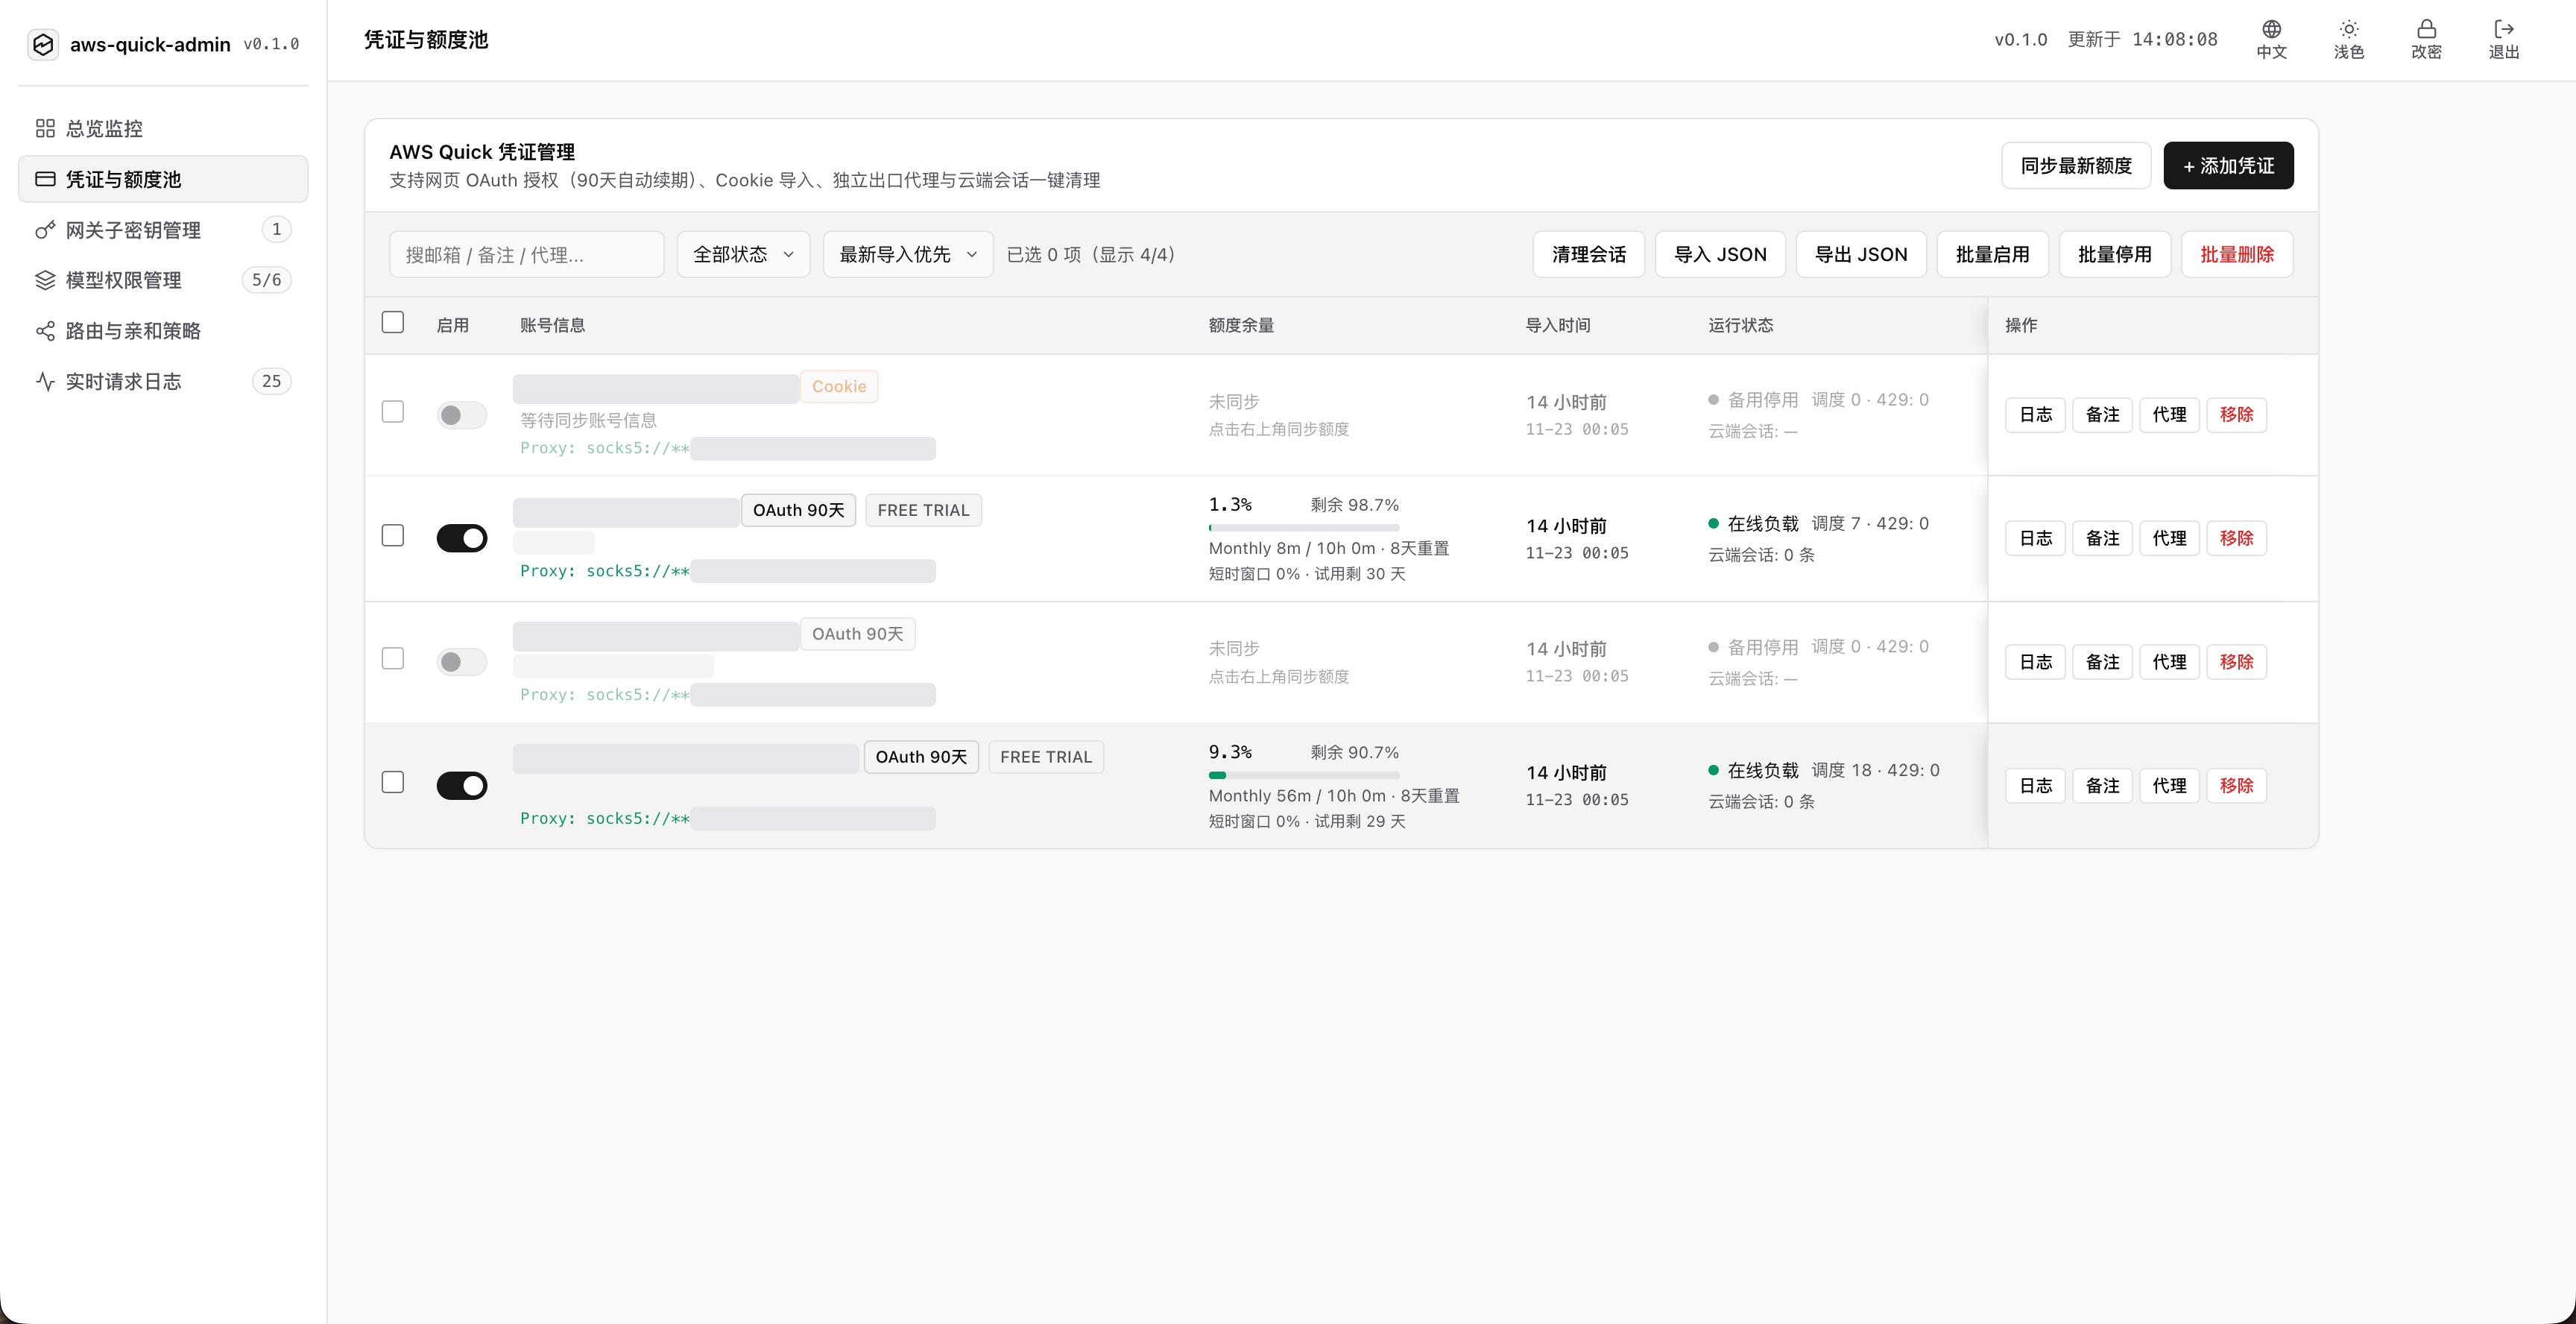 aws-quick-admin v0.1.0
总览监控
凭证与额度池
网关子密钥管理 1
模型权限管理 5/6
路由与亲和策略
实时请求日志 25
凭证与额度池
v0.1.0 更新于 14:08:08
中文 浅色 改密 退出
AWS Quick 凭证管理
支持网页 OAuth 授权（90天自动续期）、Cookie 导入、独立出口代理与云端会话一键清理
同步最新额度 + 添加凭证
搜邮箱 / 备注 / 代理... 全部状态 最新导入优先 已选 0 项（显示 4/4） 清理会话 导入 JSON 导出 JSON 批量启用 批量停用 批量删除
启用 账号信息 额度余量 导入时间 运行状态 操作
Cookie
等待同步账号信息
Proxy: socks5://**
未同步
点击右上角同步额度
14 小时前
11-23 00:05
备用停用 调度 0 · 429: 0
云端会话: —
日志 备注 代理 移除
OAuth 90天 FREE TRIAL
Proxy: socks5://**
1.3% 剩余 98.7%
Monthly 8m / 10h 0m · 8天重置
短时窗口 0% · 试用剩 30 天
14 小时前
11-23 00:05
在线负载 调度 7 · 429: 0
云端会话: 0 条
日志 备注 代理 移除
OAuth 90天
Proxy: socks5://**
未同步
点击右上角同步额度
14 小时前
11-23 00:05
备用停用 调度 0 · 429: 0
云端会话: —
日志 备注 代理 移除
OAuth 90天 FREE TRIAL
Proxy: socks5://**
9.3% 剩余 90.7%
Monthly 56m / 10h 0m · 8天重置
短时窗口 0% · 试用剩 29 天
14 小时前
11-23 00:05
在线负载 调度 18 · 429: 0
云端会话: 0 条
日志 备注 代理 移除